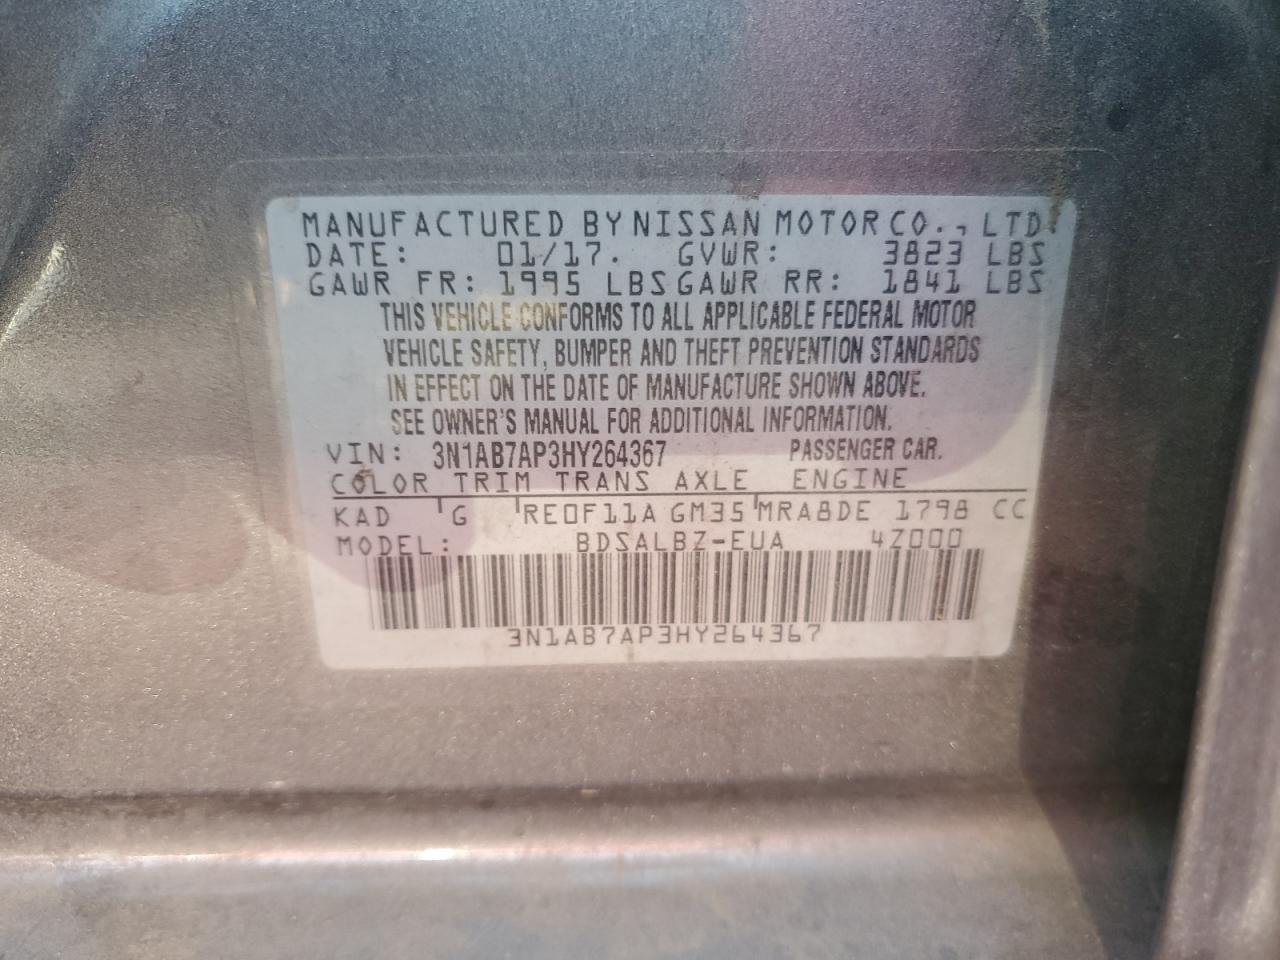 MANUFACTURED BY NISSAN MOTOR CO., LTD.
DATE: 01/17. GVWR: 3823 LBS
GAWR FR: 1995 LBS GAWR RR: 1841 LBS
THIS VEHICLE CONFORMS TO ALL APPLICABLE FEDERAL MOTOR
VEHICLE SAFETY, BUMPER AND THEFT PREVENTION STANDARDS
IN EFFECT ON THE DATE OF MANUFACTURE SHOWN ABOVE.
SEE OWNER'S MANUAL FOR ADDITIONAL INFORMATION.
VIN: 3N1AB7AP3HY264367 PASSENGER CAR.
COLOR TRIM TRANS AXLE ENGINE
KAD G RE0F11A GM35 MRA8DE 1798 CC
MODEL: BDSALBZ-EUA 4Z000
3N1AB7AP3HY264367